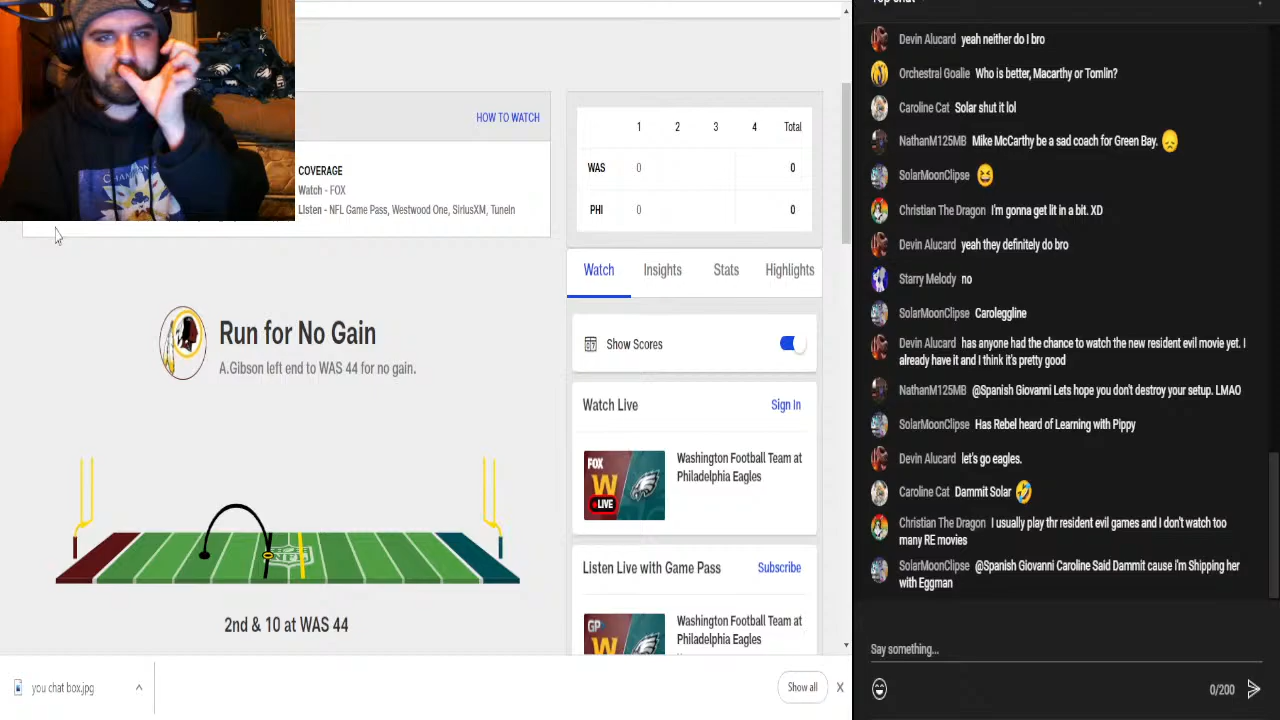 HOW TO WATCH
COVERAGE
Watch - FOX
Listen - NFL Game Pass, Westwood One, SiriusXM, TuneIn
1 2 3 4 Total
WAS 0 0
PHI 0 0
Watch Insights Stats Highlights
Show Scores
Run for No Gain
A.Gibson left end to WAS 44 for no gain.
Watch Live Sign In
FOX
W
LIVE
Washington Football Team at
Philadelphia Eagles
Listen Live with Game Pass Subscribe
GP
W
Washington Football Team at
Philadelphia Eagles
NFL
2nd & 10 at WAS 44
you chat box.jpg
Show all
X
Devin Alucard yeah neither do I bro
Orchestral Goalie Who is better, Macarthy or Tomlin?
Caroline Cat Solar shut it lol
NathanM125MB Mike McCarthy be a sad coach for Green Bay. 😞
SolarMoonClipse 😆
Christian The Dragon I'm gonna get lit in a bit. XD
Devin Alucard yeah they definitely do bro
Starry Melody no
SolarMoonClipse Caroleggline
Devin Alucard has anyone had the chance to watch the new resident evil movie yet. I
already have it and I think it's pretty good
NathanM125MB @Spanish Giovanni Lets hope you don't destroy your setup. LMAO
SolarMoonClipse Has Rebel heard of Learning with Pippy
Devin Alucard let's go eagles.
Caroline Cat Dammit Solar 🤣
Christian The Dragon I usually play thr resident evil games and I don't watch too
many RE movies
SolarMoonClipse @Spanish Giovanni Caroline Said Dammit cause i'm Shipping her
with Eggman
Say something...
0/200